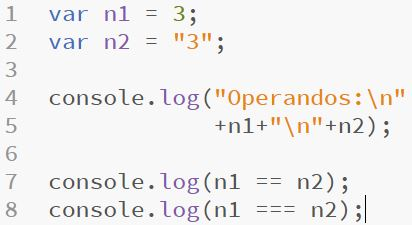 1 var n1 = 3;
2 var n2 = "3";
3
4 console.log("Operandos:\n"
5 +n1+"\n"+n2);
6
7 console.log(n1 == n2);
8 console.log(n1 === n2);